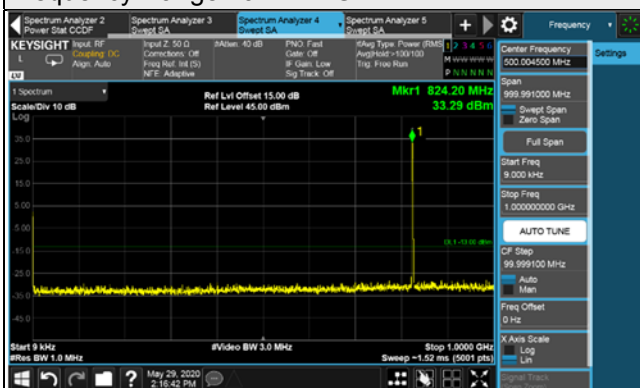 Spectrum Analyzer 2
Power Stat CCDF
Spectrum Analyzer 3
Swept SA
Spectrum Analyzer 4
Swept SA
Spectrum Analyzer 5
Swept SA
+
Frequency
KEYSIGHT
L
Input: RF
Coupling: DC
Align: Auto
Input Z: 50 Ω
Corrections: Off
Freq Ref: Int (S)
NFE: Adaptive
#Atten: 40 dB
PNO: Fast
Gate: Off
IF Gain: Low
Sig Track: Off
#Avg Type: Power (RMS
Avg|Hold:>100/100
Trig: Free Run
1 2 3 4 5 6
M W W W W W
P N N N N N
Center Frequency
500.004500 MHz
Settings
Span
999.991000 MHz
Swept Span
Zero Span
Full Span
Start Freq
9.000 kHz
Stop Freq
1.000000000 GHz
AUTO TUNE
CF Step
99.999100 MHz
Auto
Man
Freq Offset
0 Hz
X Axis Scale
Log
Lin
Signal Track
1 Spectrum
Scale/Div 10 dB
Log
Ref Lvl Offset 15.00 dB
Ref Level 45.00 dBm
Mkr1 824.20 MHz
33.29 dBm
1
35.0
25.0
15.0
5.00
-5.00
-15.0
-25.0
-35.0
-45.0
DL1 -13.00 dBm
Start 9 kHz
#Res BW 1.0 MHz
#Video BW 3.0 MHz
Stop 1.0000 GHz
Sweep ~1.52 ms (5001 pts)
May 29, 2020
2:16:42 PM